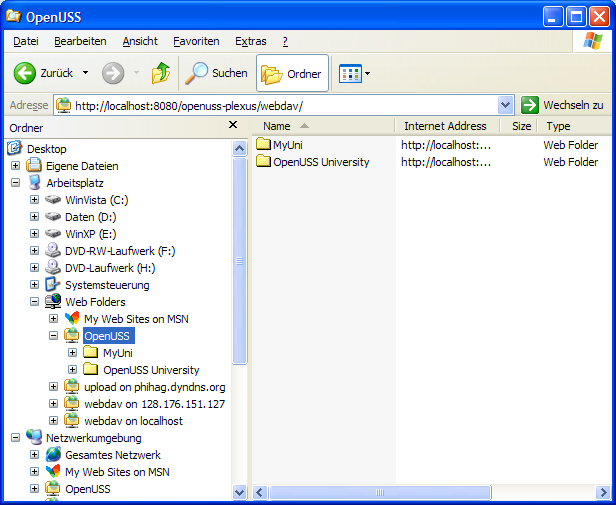 OpenUSS
Datei Bearbeiten Ansicht Favoriten Extras ?
Zurück Suchen Ordner
Adresse http://localhost:8080/openuss-plexus/webdav/ Wechseln zu
Ordner
Name Internet Address Size Type
Desktop
Eigene Dateien
Arbeitsplatz
WinVista (C:)
Daten (D:)
WinXP (E:)
DVD-RW-Laufwerk (F:)
DVD-Laufwerk (H:)
Systemsteuerung
Web Folders
My Web Sites on MSN
OpenUSS
MyUni
OpenUSS University
upload on phihag.dyndns.org
webdav on 128.176.151.127
webdav on localhost
Netzwerkumgebung
Gesamtes Netzwerk
My Web Sites on MSN
OpenUSS
MyUni http://localhost:... Web Folder
OpenUSS University http://localhost:... Web Folder